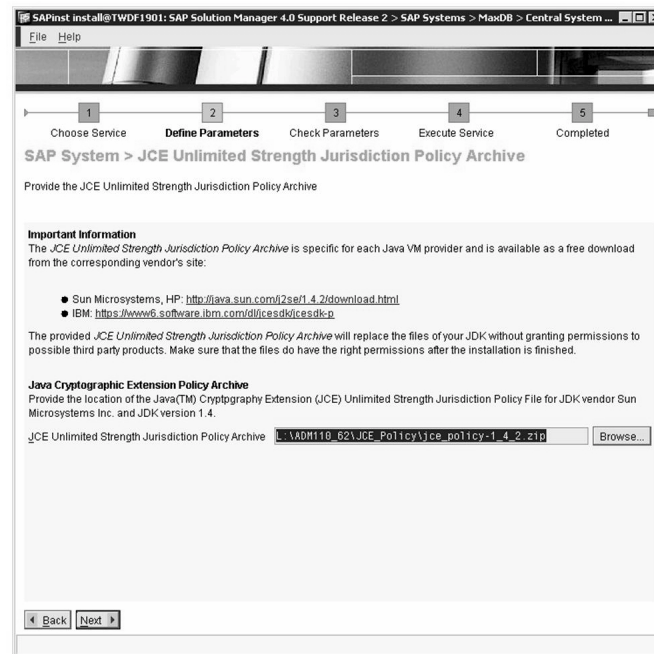 SAPinst install@TWDF1901: SAP Solution Manager 4.0 Support Release 2 > SAP Systems > MaxDB > Central System ...
File Help
1 2 3 4 5
Choose Service Define Parameters Check Parameters Execute Service Completed
SAP System > JCE Unlimited Strength Jurisdiction Policy Archive
Provide the JCE Unlimited Strength Jurisdiction Policy Archive
Important Information
The JCE Unlimited Strength Jurisdiction Policy Archive is specific for each Java VM provider and is available as a free download
from the corresponding vendor's site:
● Sun Microsystems, HP: http://java.sun.com/j2se/1.4.2/download.html
● IBM: https://www6.software.ibm.com/dl/jcesdk/jcesdk-p
The provided JCE Unlimited Strength Jurisdiction Policy Archive will replace the files of your JDK without granting permissions to
possible third party products. Make sure that the files do have the right permissions after the installation is finished.
Java Cryptographic Extension Policy Archive
Provide the location of the Java(TM) Cryptpgraphy Extension (JCE) Unlimited Strength Jurisdiction Policy File for JDK vendor Sun
Microsystems Inc. and JDK version 1.4.
JCE Unlimited Strength Jurisdiction Policy Archive L:\ADM110_62\JCE_Policy\jce_policy-1_4_2.zip Browse...
Back Next